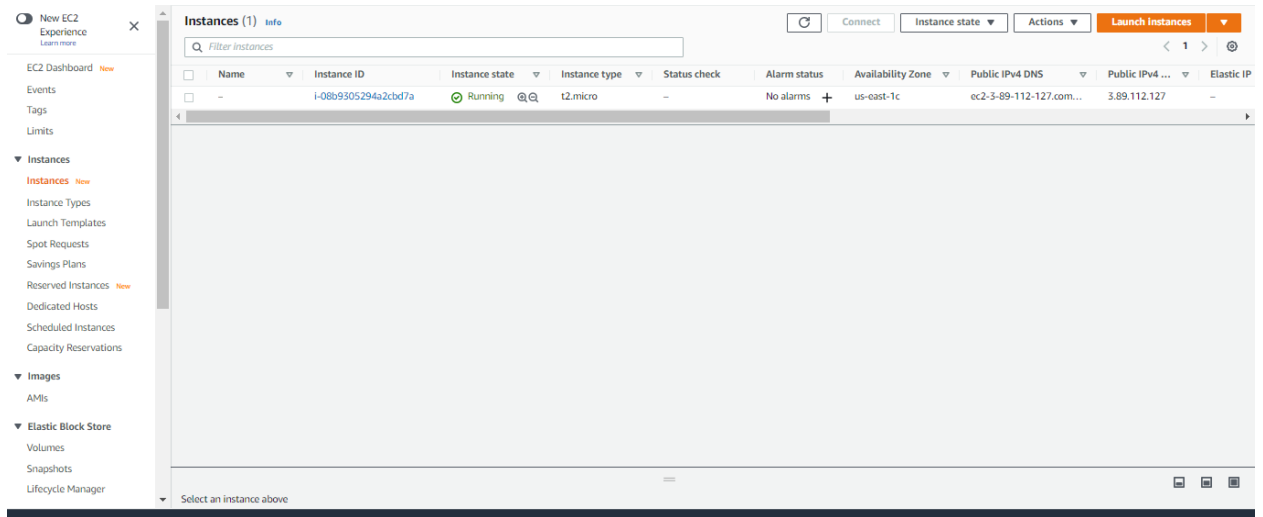 New EC2
Experience
Learn more
EC2 Dashboard New
Events
Tags
Limits
Instances
Instances New
Instance Types
Launch Templates
Spot Requests
Savings Plans
Reserved Instances New
Dedicated Hosts
Scheduled Instances
Capacity Reservations
Images
AMIs
Elastic Block Store
Volumes
Snapshots
Lifecycle Manager
Instances (1) Info
Connect
Instance state
Actions
Launch Instances
Filter instances
1
Name Instance ID Instance state Instance type Status check Alarm status Availability Zone Public IPv4 DNS Public IPv4 ... Elastic IP
– i-08b9305294a2cbd7a Running t2.micro – No alarms + us-east-1c ec2-3-89-112-127.com... 3.89.112.127 –
Select an instance above